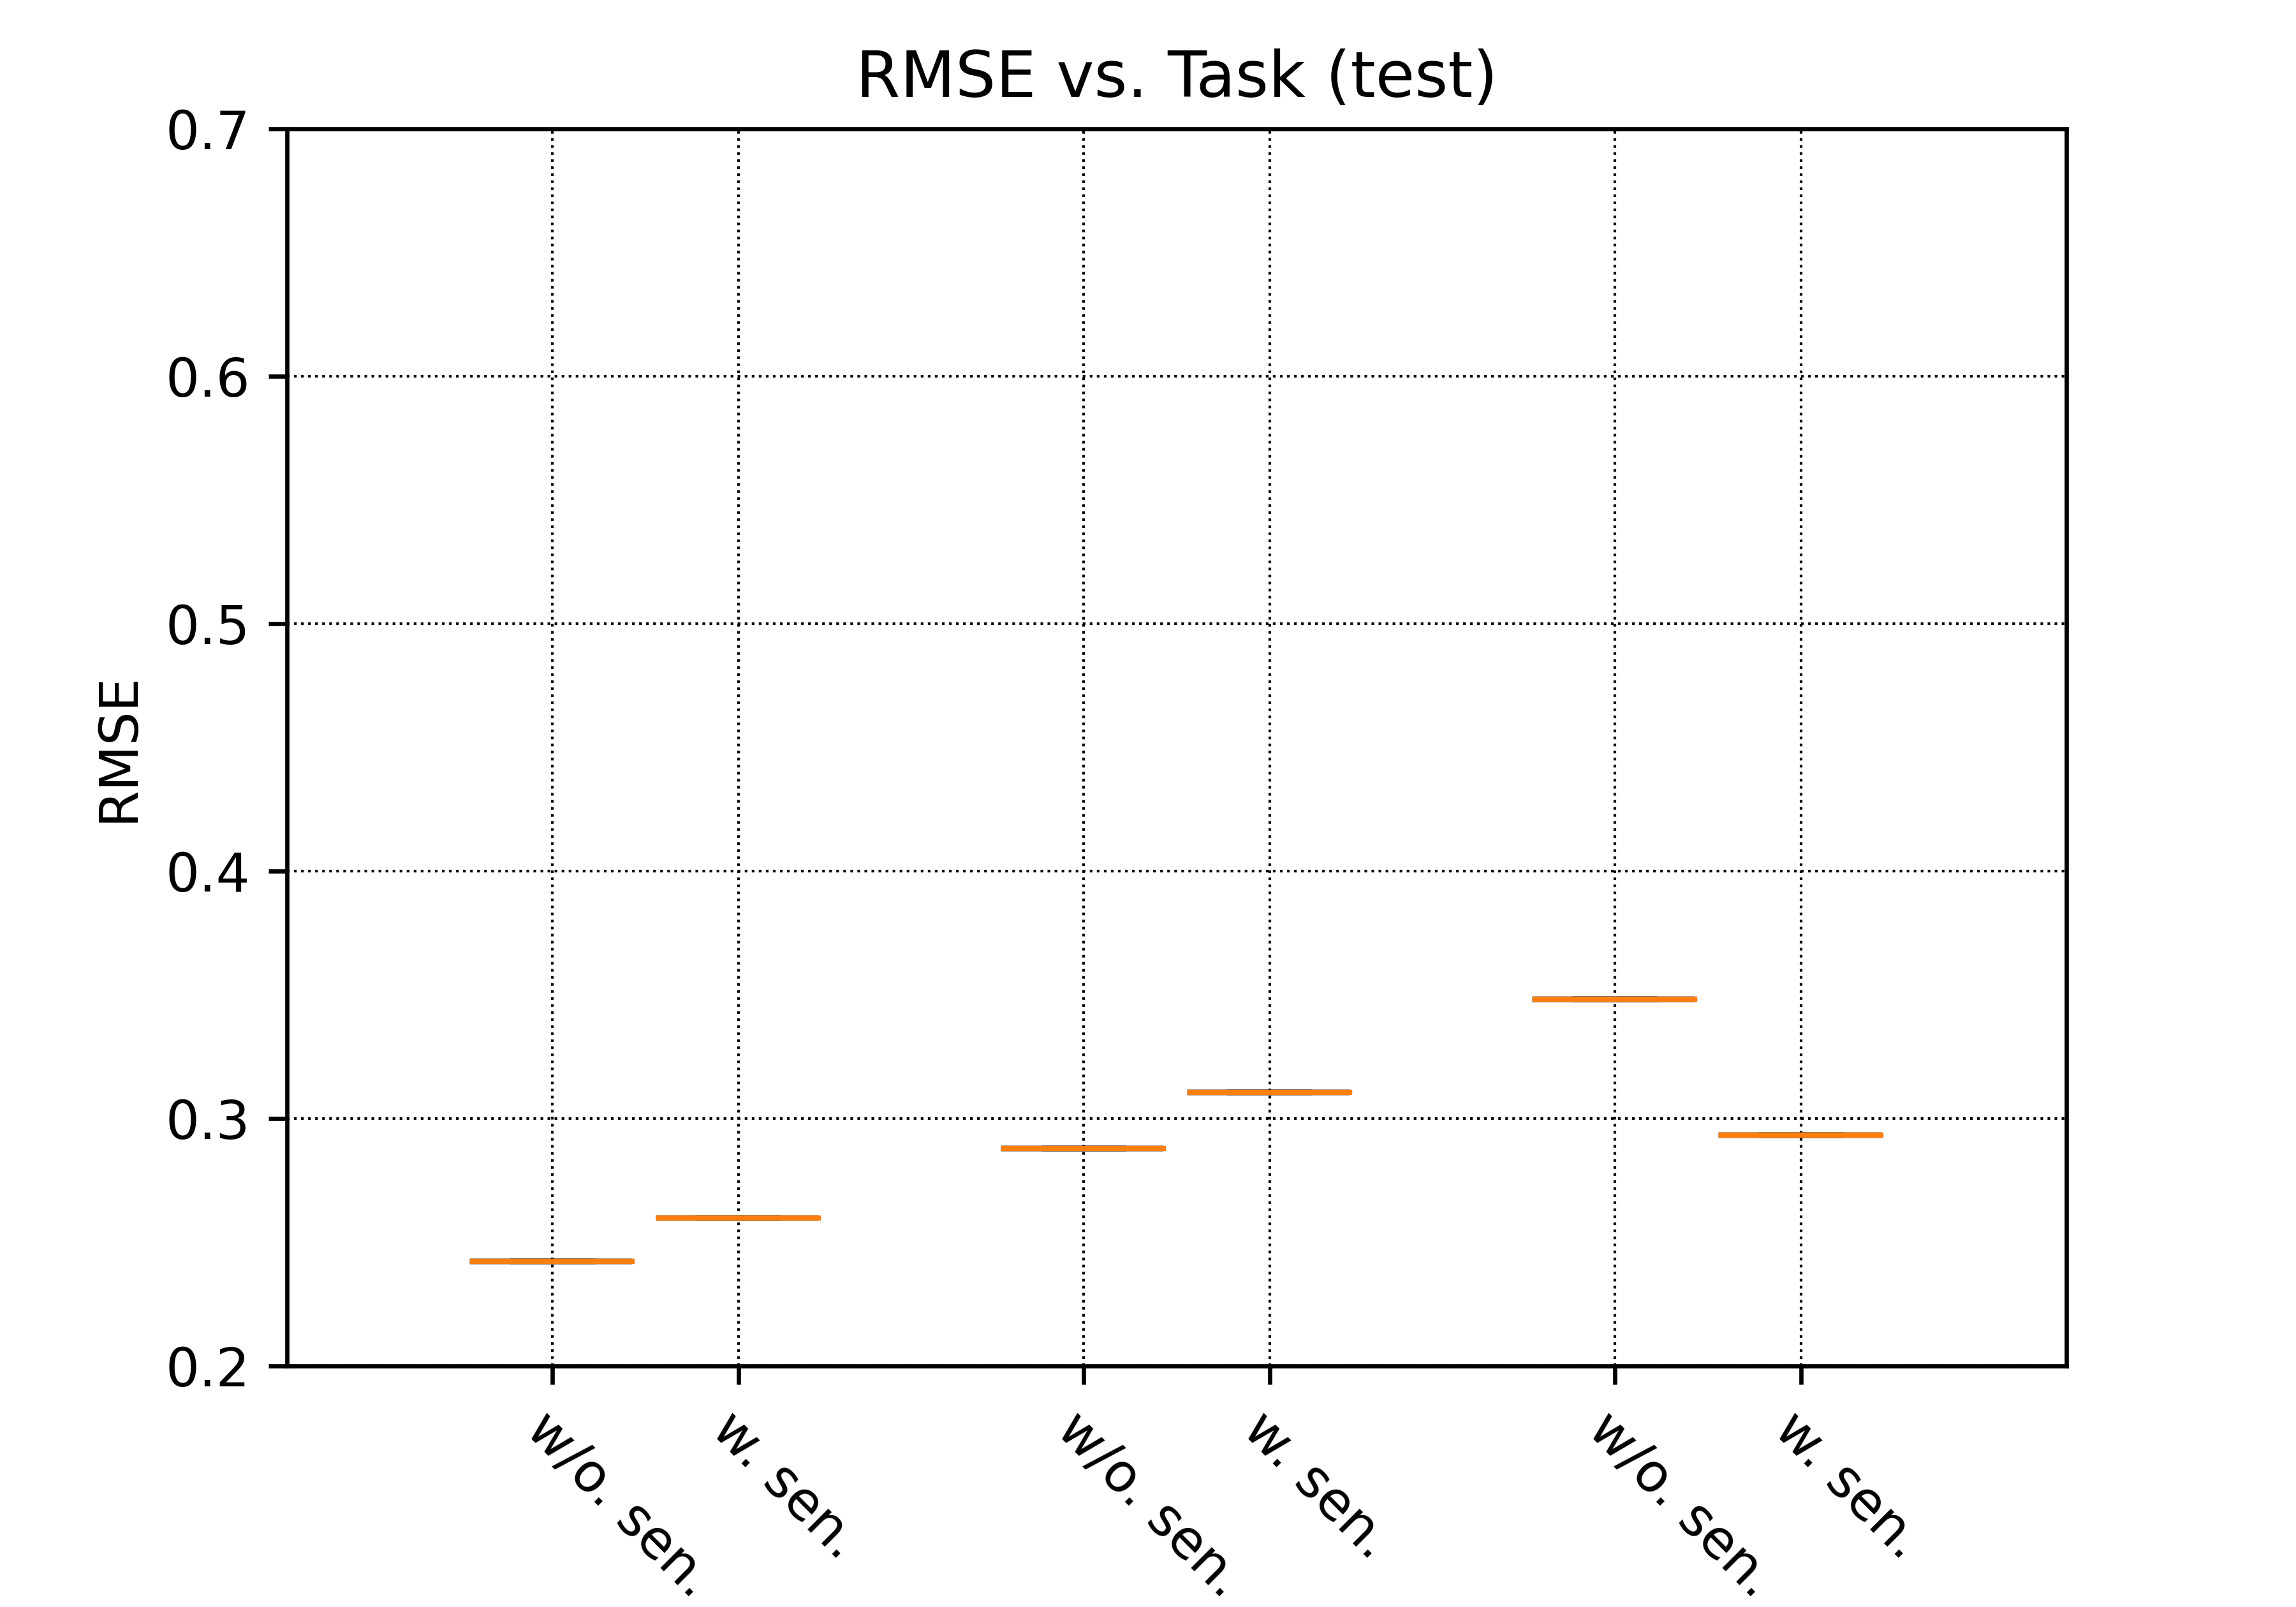 RMSE vs. Task (test)
0.7
0.6
0.5
0.4
0.3
0.2
RMSE
w/o. sen.
w. sen.
w/o. sen.
w. sen.
w/o. sen.
w. sen.